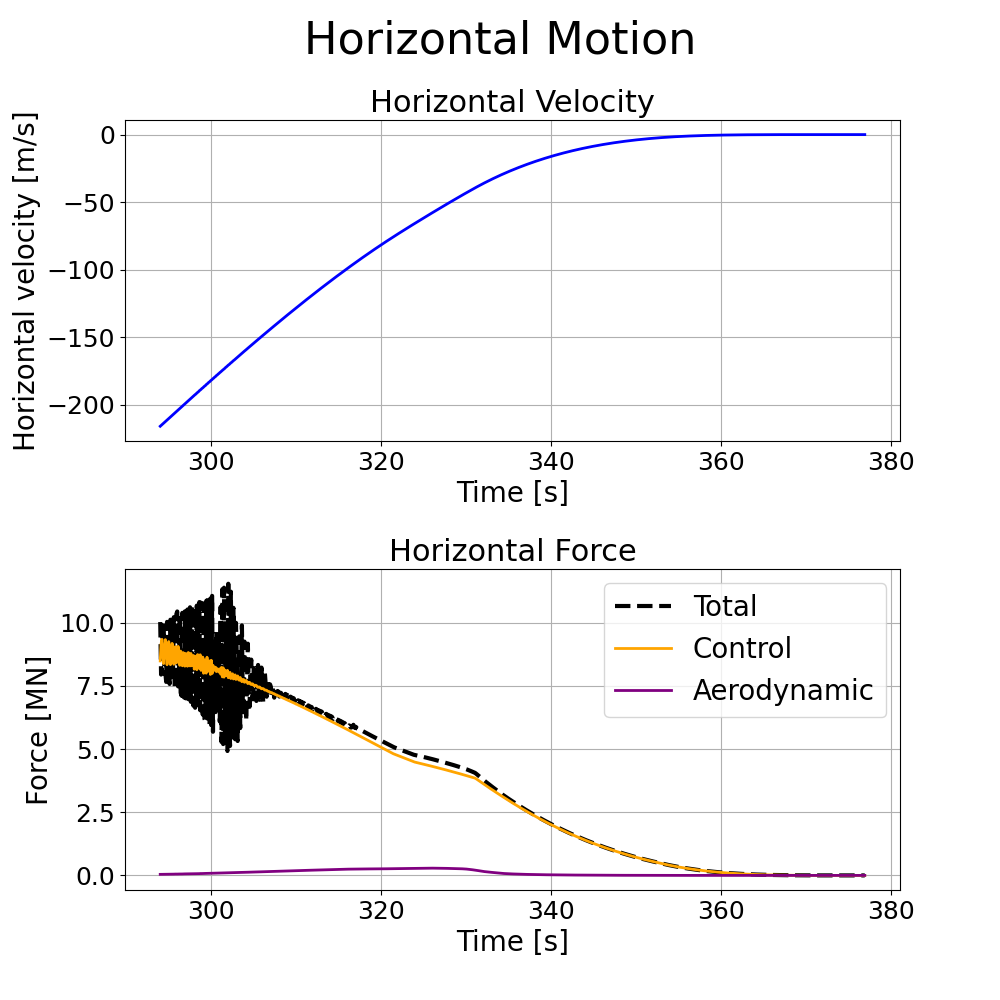 Horizontal Motion
Horizontal Velocity
Horizontal velocity [m/s]
0
−50
−100
−150
−200
300 320 340 360 380
Time [s]
Horizontal Force
Force [MN]
10.0
7.5
5.0
2.5
0.0
Total
Control
Aerodynamic
300 320 340 360 380
Time [s]